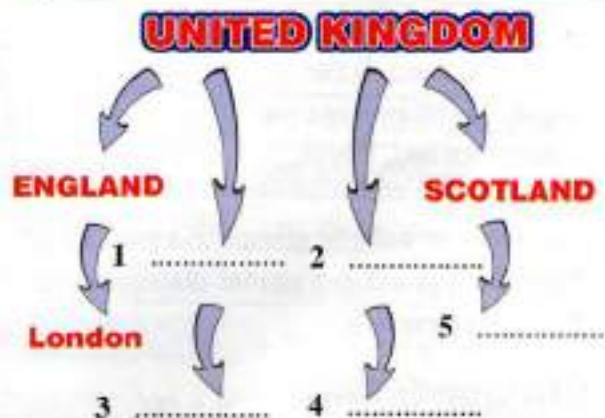 UNITED KINGDOM
ENGLAND
SCOTLAND
1 ................ 2 ................
London
5 ................
3 ................ 4 ................